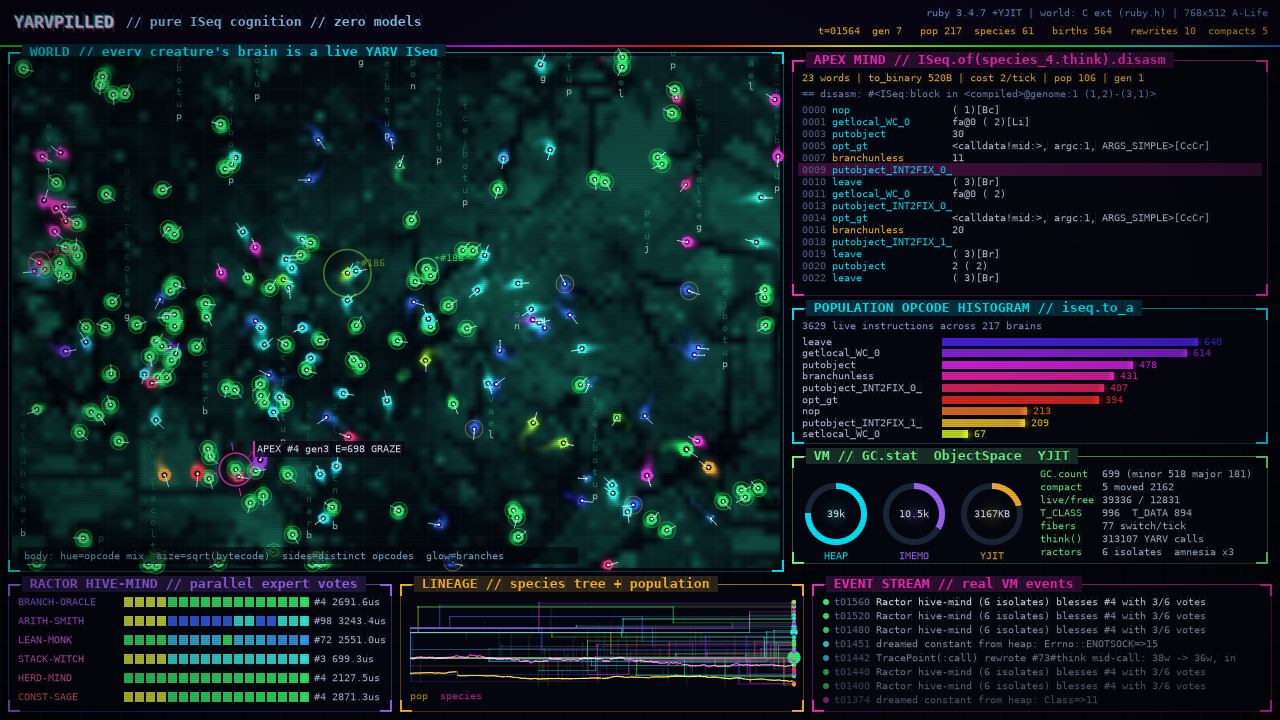 YARVPILLED // pure ISeq cognition // zero models
ruby 3.4.7 +YJIT | world: C ext (ruby.h) | 768x512 A-Life
t=01564 gen 7 pop 217 species 61 births 564 rewrites 10 compacts 5
WORLD // every creature's brain is a live YARV ISeq
+#186
+#188
APEX #4 gen3 E=698 GRAZE
body: hue=opcode mix size=sqrt(bytecode) sides=distinct opcodes glow=branches
APEX MIND // ISeq.of(species_4.think).disasm
23 words | to_binary 520B | cost 2/tick | pop 106 | gen 1
== disasm: #<ISeq:block in <compiled>@genome:1 (1,2)-(3,1)>
0000 nop ( 1)[Bc]
0001 getlocal_WC_0 fa@0 ( 2)[Li]
0003 putobject 30
0005 opt_gt <calldata!mid:>, argc:1, ARGS_SIMPLE>[CcCr]
0007 branchunless 11
0009 putobject_INT2FIX_0_
0010 leave ( 3)[Br]
0011 getlocal_WC_0 fa@0 ( 2)
0013 putobject_INT2FIX_0_
0014 opt_gt <calldata!mid:>, argc:1, ARGS_SIMPLE>[CcCr]
0016 branchunless 20
0018 putobject_INT2FIX_1_
0019 leave ( 3)[Br]
0020 putobject 2 ( 2)
0022 leave ( 3)[Br]
POPULATION OPCODE HISTOGRAM // iseq.to_a
3629 live instructions across 217 brains
leave 640
getlocal_WC_0 614
putobject 478
branchunless 431
putobject_INT2FIX_0_ 407
opt_gt 394
nop 213
putobject_INT2FIX_1_ 209
setlocal_WC_0 67
VM // GC.stat ObjectSpace YJIT
39k
HEAP
10.5k
IMEMO
3167KB
YJIT
GC.count 699 (minor 518 major 181)
compact 5 moved 2162
live/free 39336 / 12831
T_CLASS 996 T_DATA 894
fibers 77 switch/tick
think() 313107 YARV calls
ractors 6 isolates amnesia x3
RACTOR HIVE-MIND // parallel expert votes
BRANCH-ORACLE #4 2691.6us
ARITH-SMITH #98 3243.4us
LEAN-MONK #72 2551.0us
STACK-WITCH #3 699.3us
HERD-MIND #4 2127.5us
CONST-SAGE #4 2871.3us
LINEAGE // species tree + population
pop species
EVENT STREAM // real VM events
t01560 Ractor hive-mind (6 isolates) blesses #4 with 3/6 votes
t01520 Ractor hive-mind (6 isolates) blesses #4 with 3/6 votes
t01480 Ractor hive-mind (6 isolates) blesses #4 with 3/6 votes
t01451 dreamed constant from heap: Errno::ENOTSOCK=>15
t01442 TracePoint(:call) rewrote #73#think mid-call: 38w -> 36w, in
t01440 Ractor hive-mind (6 isolates) blesses #4 with 3/6 votes
t01400 Ractor hive-mind (6 isolates) blesses #4 with 3/6 votes
t01374 dreamed constant from heap: Class=>11